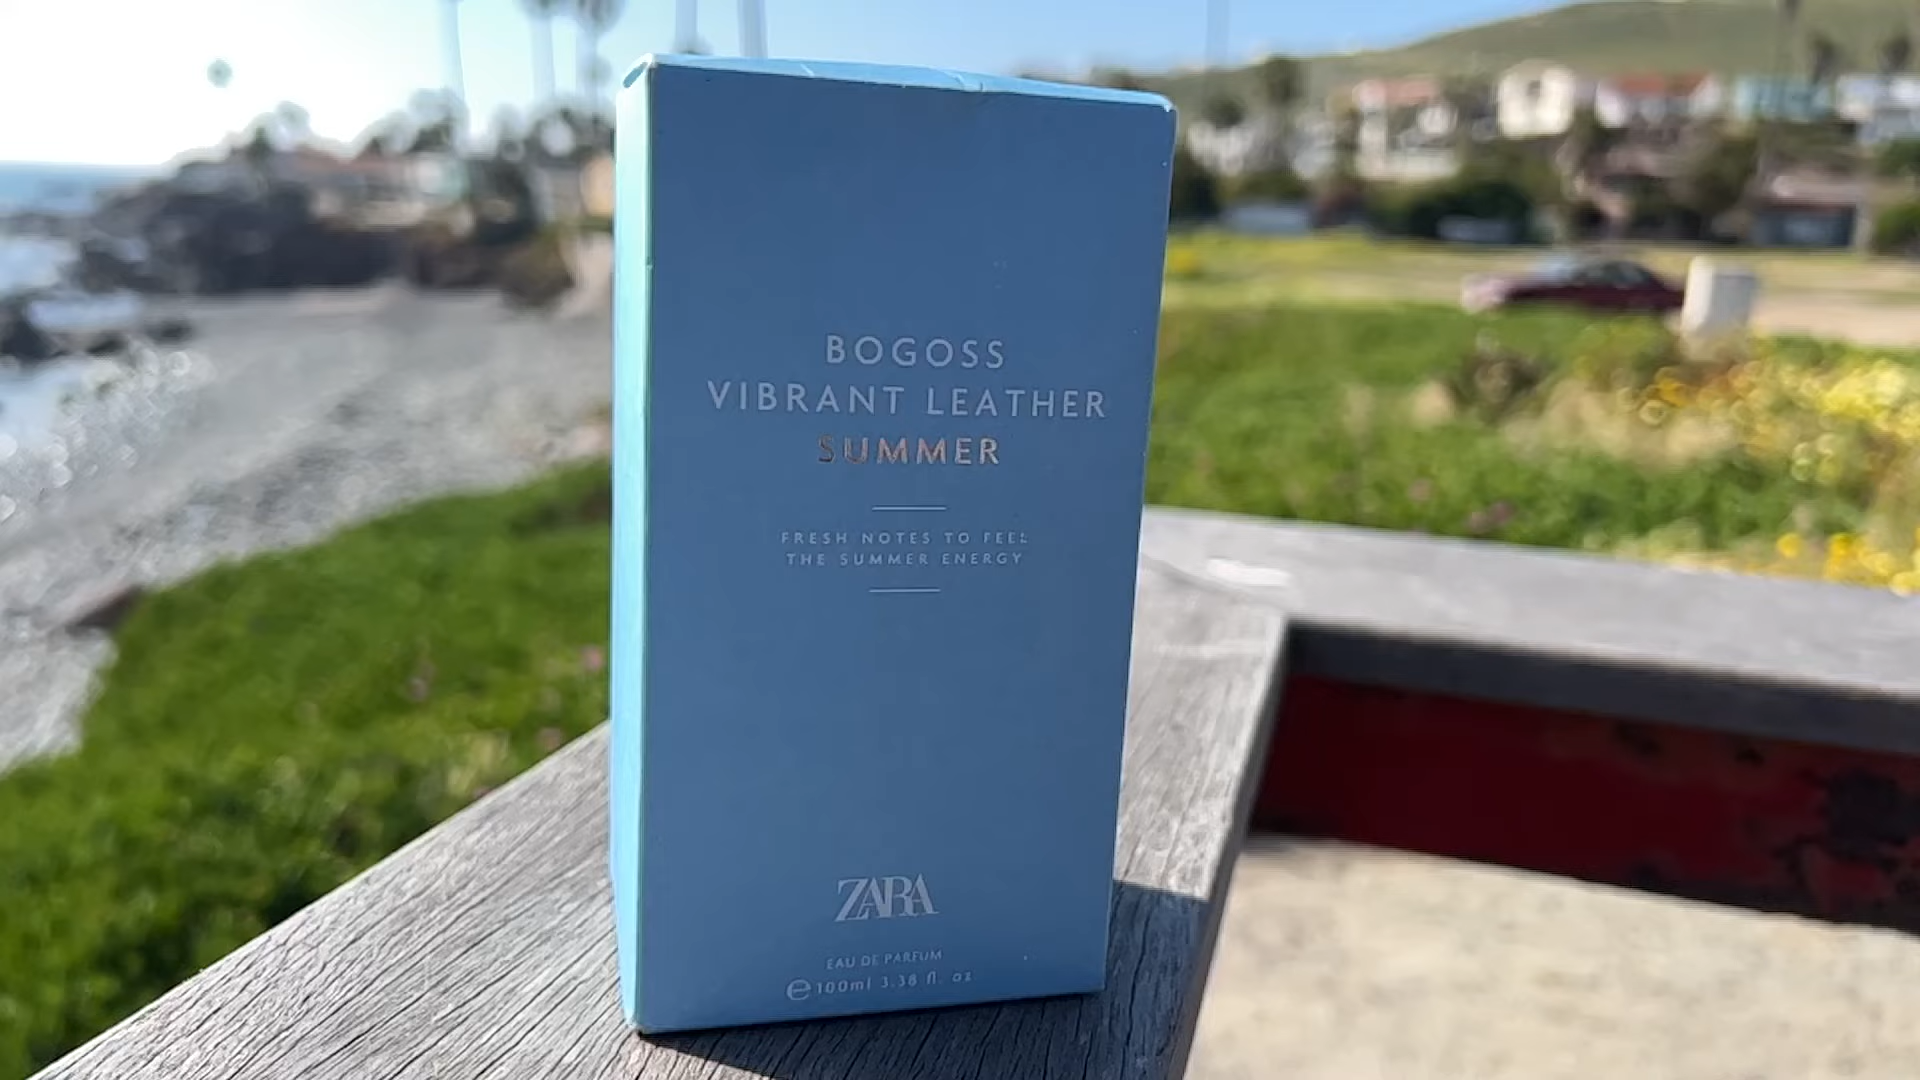 BOGOSS
VIBRANT LEATHER
SUMMER
FRESH NOTES TO FEEL
THE SUMMER ENERGY
ZARA
EAU DE PARFUM
℮100ml 3.38 fl. oz